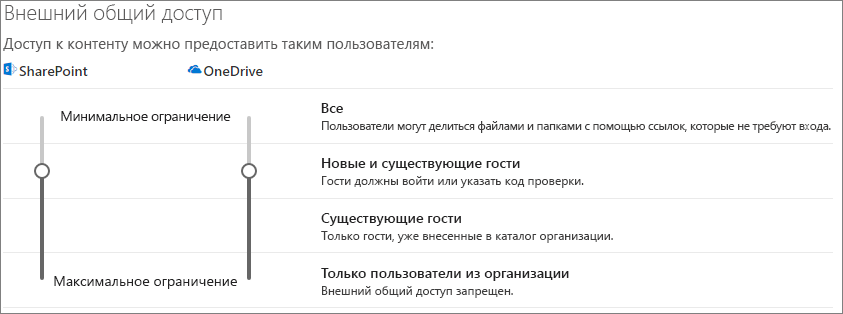 Внешний общий доступ
Доступ к контенту можно предоставить таким пользователям:
SharePoint
OneDrive
Минимальное ограничение
Все
Пользователи могут делиться файлами и папками с помощью ссылок, которые не требуют входа.
Новые и существующие гости
Гости должны войти или указать код проверки.
Существующие гости
Только гости, уже внесенные в каталог организации.
Максимальное ограничение
Только пользователи из организации
Внешний общий доступ запрещен.